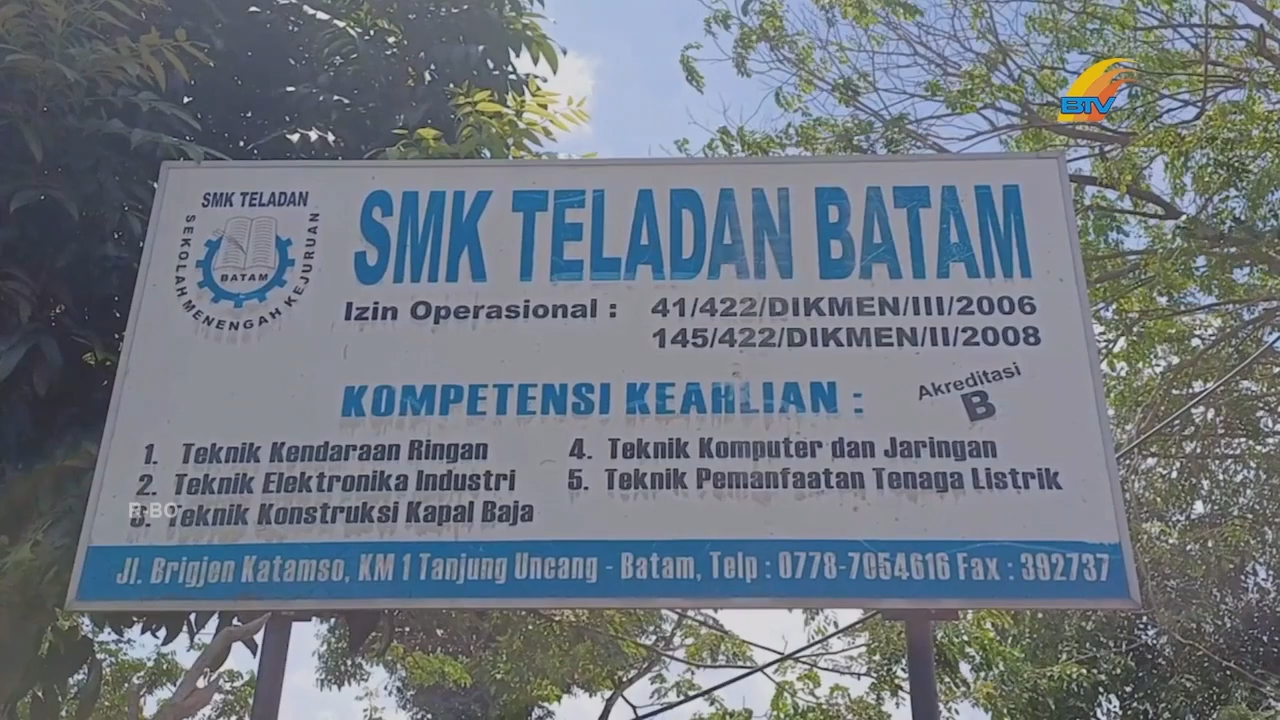 BTV
SMK TELADAN
SEKOLAH MENENGAH KEJURUAN
BATAM
SMK TELADAN BATAM
Izin Operasional : 41/422/DIKMEN/III/2006
145/422/DIKMEN/II/2008
KOMPETENSI KEAHLIAN :
Akreditasi
B
1. Teknik Kendaraan Ringan
2. Teknik Elektronika Industri
3. Teknik Konstruksi Kapal Baja
4. Teknik Komputer dan Jaringan
5. Teknik Pemanfaatan Tenaga Listrik
Jl. Brigjen Katamso, KM 1 Tanjung Uncang - Batam, Telp : 0778-7054616 Fax : 392737